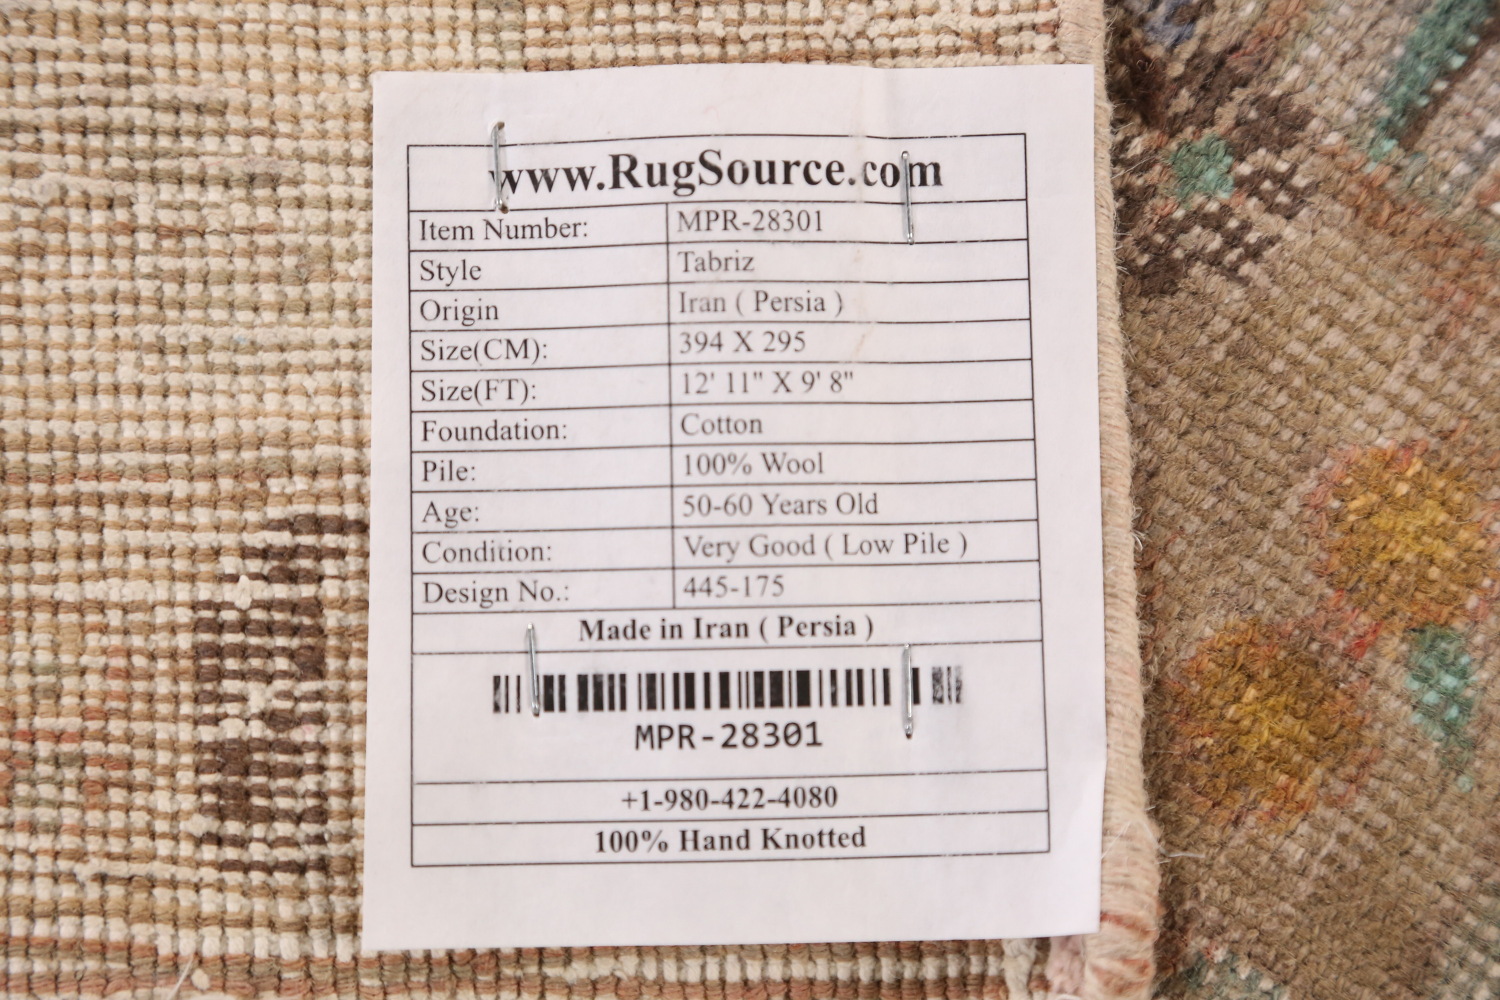 www.RugSource.com
Item Number: MPR-28301
Style Tabriz
Origin Iran ( Persia )
Size(CM): 394 X 295
Size(FT): 12' 11" X 9' 8"
Foundation: Cotton
Pile: 100% Wool
Age: 50-60 Years Old
Condition: Very Good ( Low Pile )
Design No.: 445-175
Made in Iran ( Persia )
MPR-28301
+1-980-422-4080
100% Hand Knotted